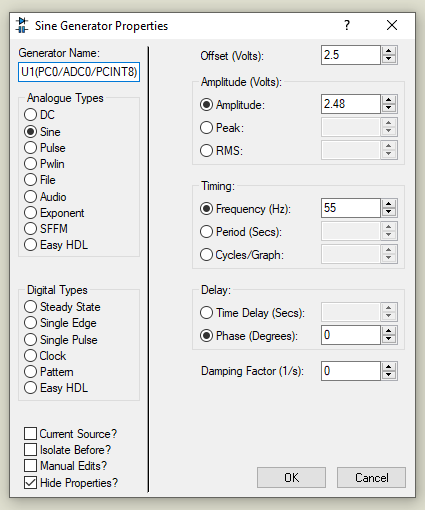 Sine Generator Properties
Generator Name:
U1(PC0/ADC0/PCINT8)
Analogue Types
DC
Sine
Pulse
Pwlin
File
Audio
Exponent
SFFM
Easy HDL
Digital Types
Steady State
Single Edge
Single Pulse
Clock
Pattern
Easy HDL
Current Source?
Isolate Before?
Manual Edits?
Hide Properties?
Offset (Volts): 2.5
Amplitude (Volts):
Amplitude: 2.48
Peak:
RMS:
Timing:
Frequency (Hz): 55
Period (Secs):
Cycles/Graph:
Delay:
Time Delay (Secs):
Phase (Degrees): 0
Damping Factor (1/s): 0
OK Cancel